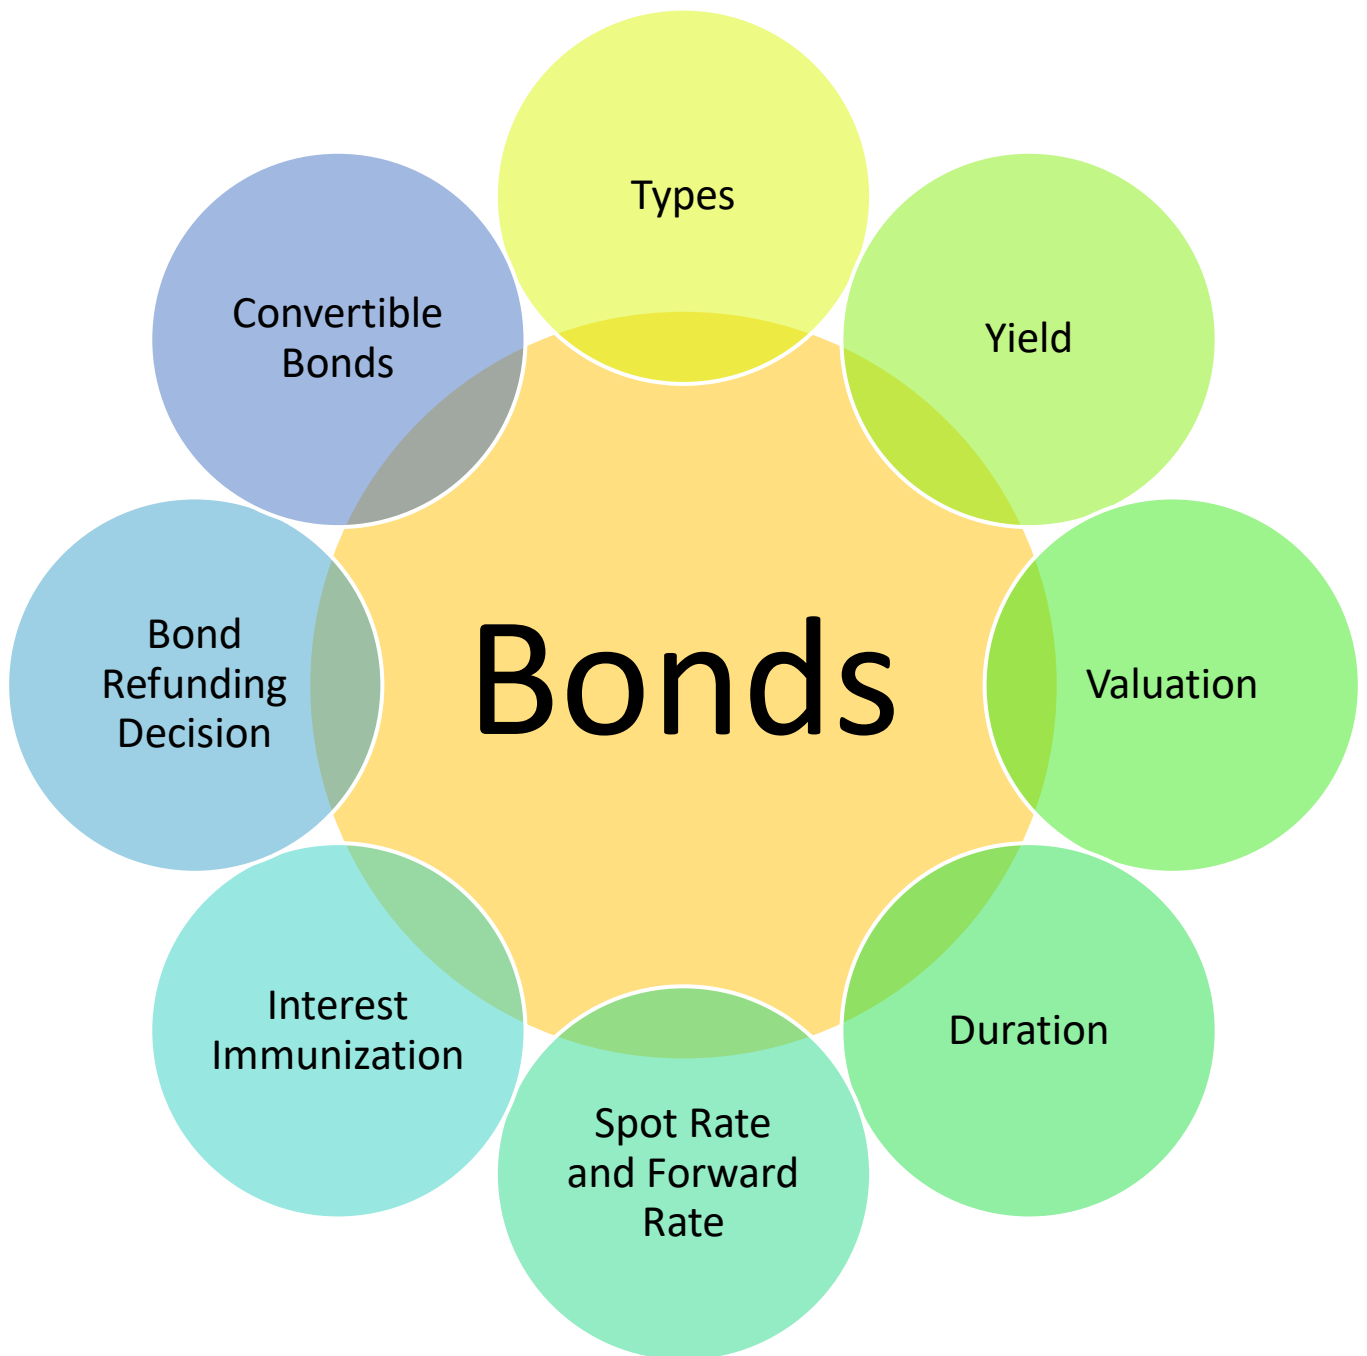 Types
Yield
Valuation
Duration
Spot Rate
and Forward
Rate
Interest
Immunization
Bond
Refunding
Decision
Convertible
Bonds
Bonds